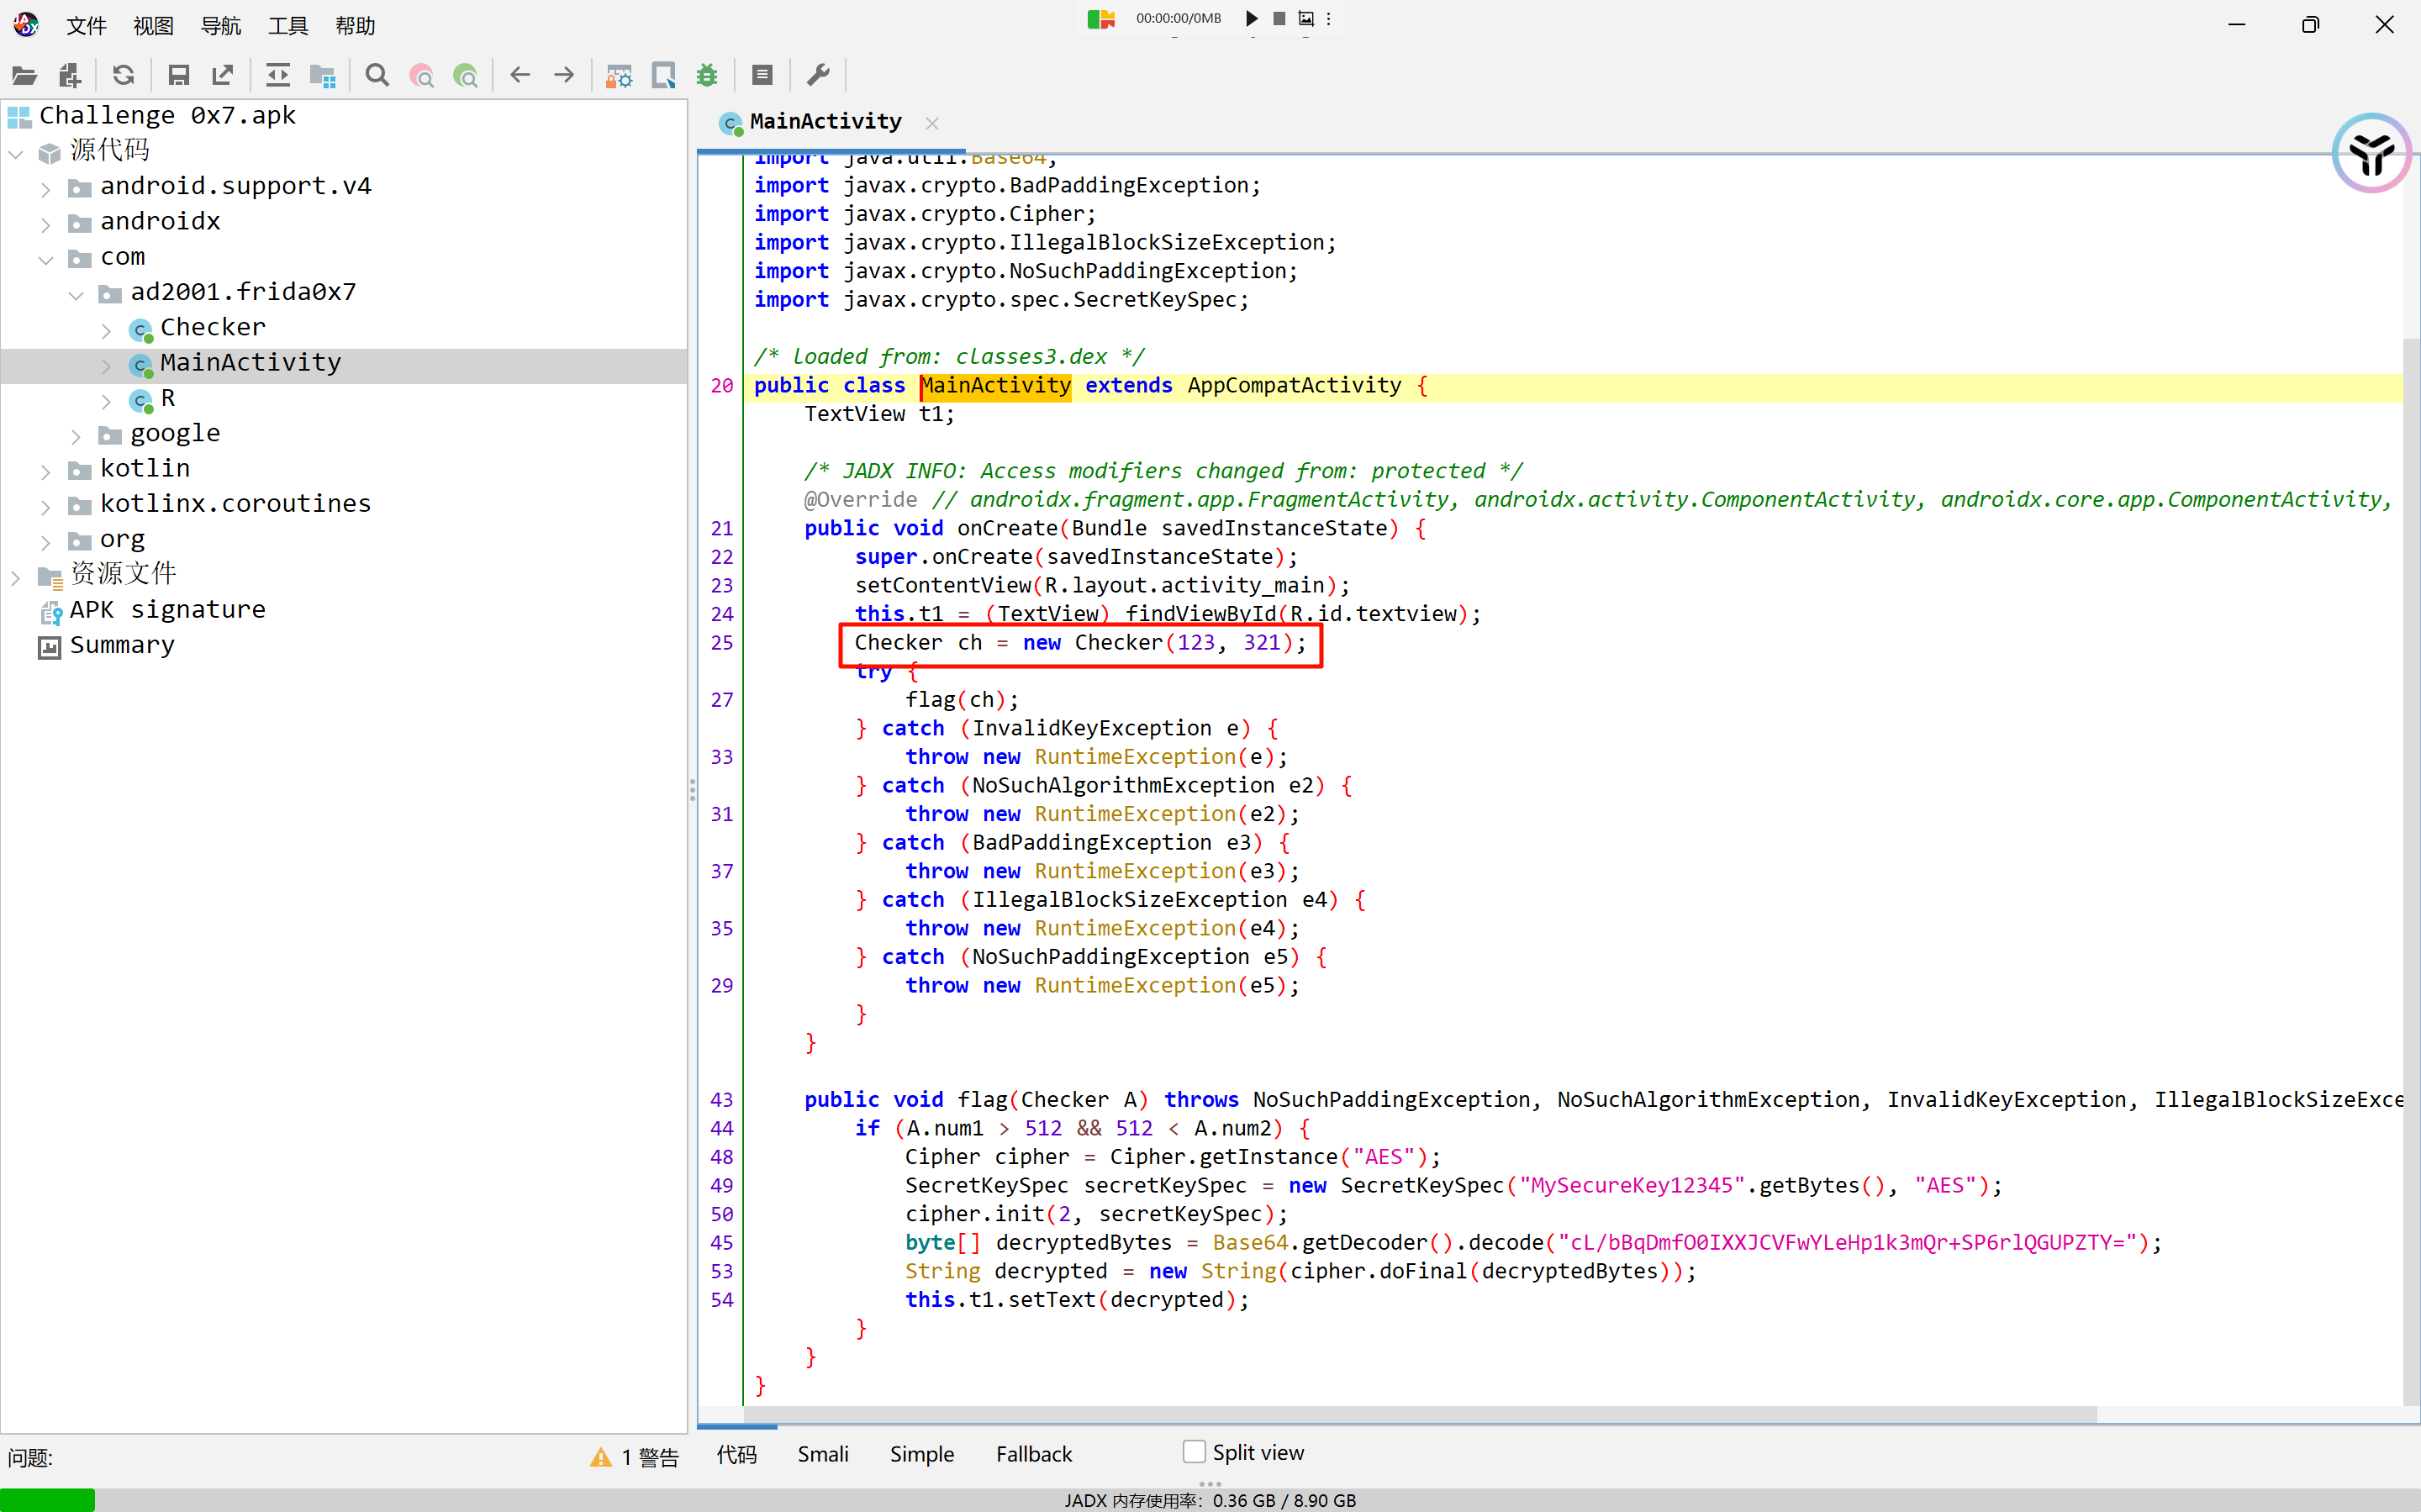 文件 视图 导航 工具 帮助
00:00:00/0MB
Challenge 0x7.apk
源代码
android.support.v4
androidx
com
ad2001.frida0x7
Checker
MainActivity
R
google
kotlin
kotlinx.coroutines
org
资源文件
APK signature
Summary
问题:
1 警告
MainActivity
import java.util.Base64;
import javax.crypto.BadPaddingException;
import javax.crypto.Cipher;
import javax.crypto.IllegalBlockSizeException;
import javax.crypto.NoSuchPaddingException;
import javax.crypto.spec.SecretKeySpec;
/* loaded from: classes3.dex */
20 public class MainActivity extends AppCompatActivity {
TextView t1;
/* JADX INFO: Access modifiers changed from: protected */
@Override // androidx.fragment.app.FragmentActivity, androidx.activity.ComponentActivity, androidx.core.app.ComponentActivity,
21 public void onCreate(Bundle savedInstanceState) {
22 super.onCreate(savedInstanceState);
23 setContentView(R.layout.activity_main);
24 this.t1 = (TextView) findViewById(R.id.textview);
25 Checker ch = new Checker(123, 321);
try {
27 flag(ch);
} catch (InvalidKeyException e) {
33 throw new RuntimeException(e);
} catch (NoSuchAlgorithmException e2) {
31 throw new RuntimeException(e2);
} catch (BadPaddingException e3) {
37 throw new RuntimeException(e3);
} catch (IllegalBlockSizeException e4) {
35 throw new RuntimeException(e4);
} catch (NoSuchPaddingException e5) {
29 throw new RuntimeException(e5);
}
}
43 public void flag(Checker A) throws NoSuchPaddingException, NoSuchAlgorithmException, InvalidKeyException, IllegalBlockSizeExce
44 if (A.num1 > 512 && 512 < A.num2) {
48 Cipher cipher = Cipher.getInstance("AES");
49 SecretKeySpec secretKeySpec = new SecretKeySpec("MySecureKey12345".getBytes(), "AES");
50 cipher.init(2, secretKeySpec);
45 byte[] decryptedBytes = Base64.getDecoder().decode("cL/bBqDmfO0IXXJCVFwYLeHp1k3mQr+SP6rlQGUPZTY=");
53 String decrypted = new String(cipher.doFinal(decryptedBytes));
54 this.t1.setText(decrypted);
}
}
}
代码 Smali Simple Fallback Split view
JADX 内存使用率: 0.36 GB / 8.90 GB